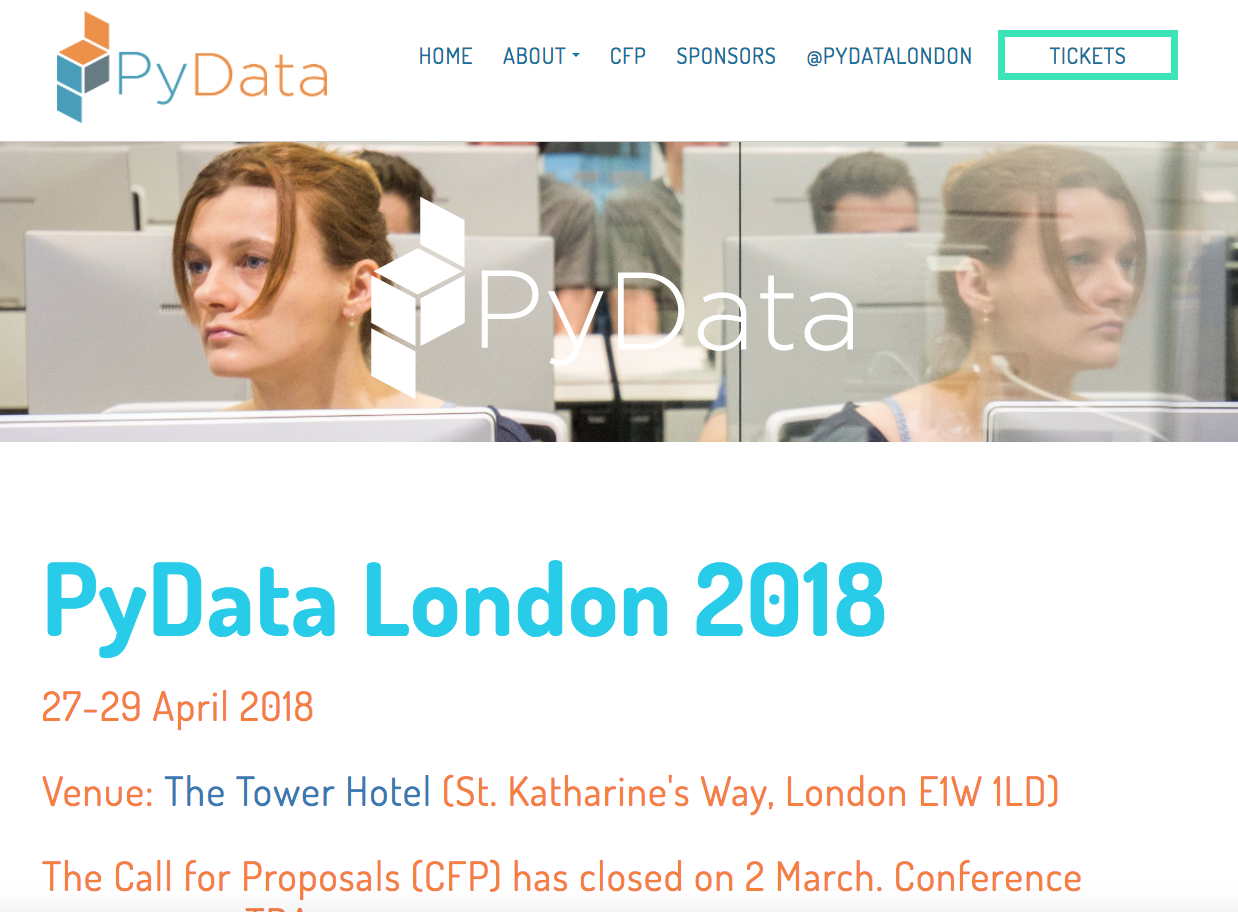 PyData
HOME ABOUT CFP SPONSORS @PYDATALONDON TICKETS
PyData
PyData London 2018
27-29 April 2018
Venue: The Tower Hotel (St. Katharine's Way, London E1W 1LD)
The Call for Proposals (CFP) has closed on 2 March. Conference